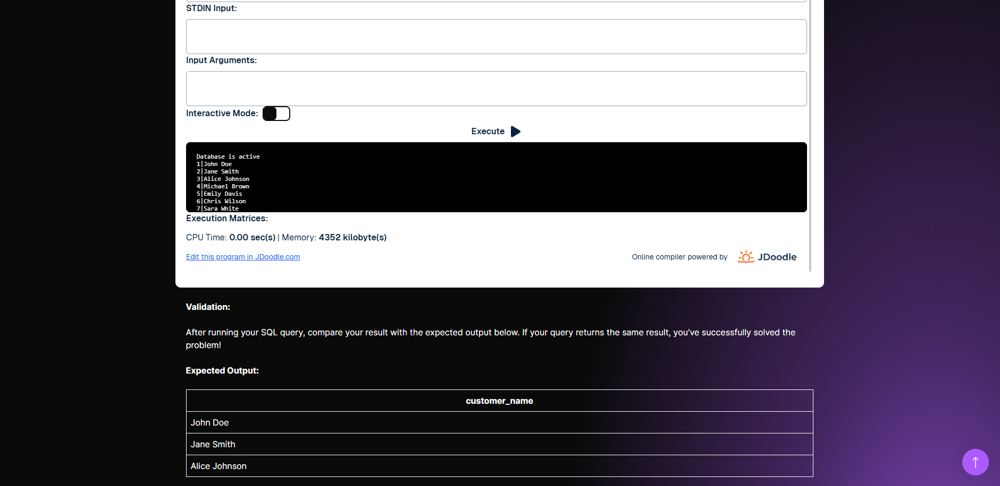 STDIN Input:
Input Arguments:
Interactive Mode:
Execute
Database is active
1|John Doe
2|Jane Smith
3|Alice Johnson
4|Michael Brown
5|Emily Davis
6|Chris Wilson
7|Sara White
Execution Matrices:
CPU Time: 0.00 sec(s) | Memory: 4352 kilobyte(s)
Edit this program in JDoodle.com
Online compiler powered by JDoodle
Validation:
After running your SQL query, compare your result with the expected output below. If your query returns the same result, you’ve successfully solved the
problem!
Expected Output:
customer_name
John Doe
Jane Smith
Alice Johnson